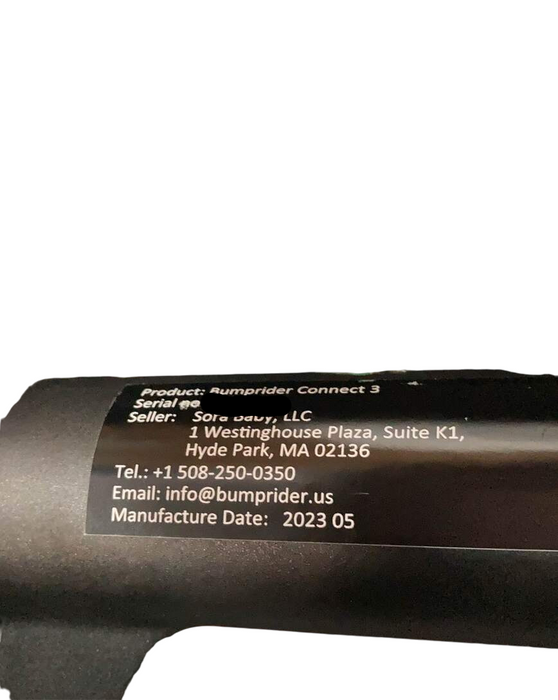 Product: Bumprider Connect 3
Serial no
Seller: Sora Baby, LLC
1 Westinghouse Plaza, Suite K1,
Hyde Park, MA 02136
Tel.: +1 508-250-0350
Email: info@bumprider.us
Manufacture Date: 2023 05